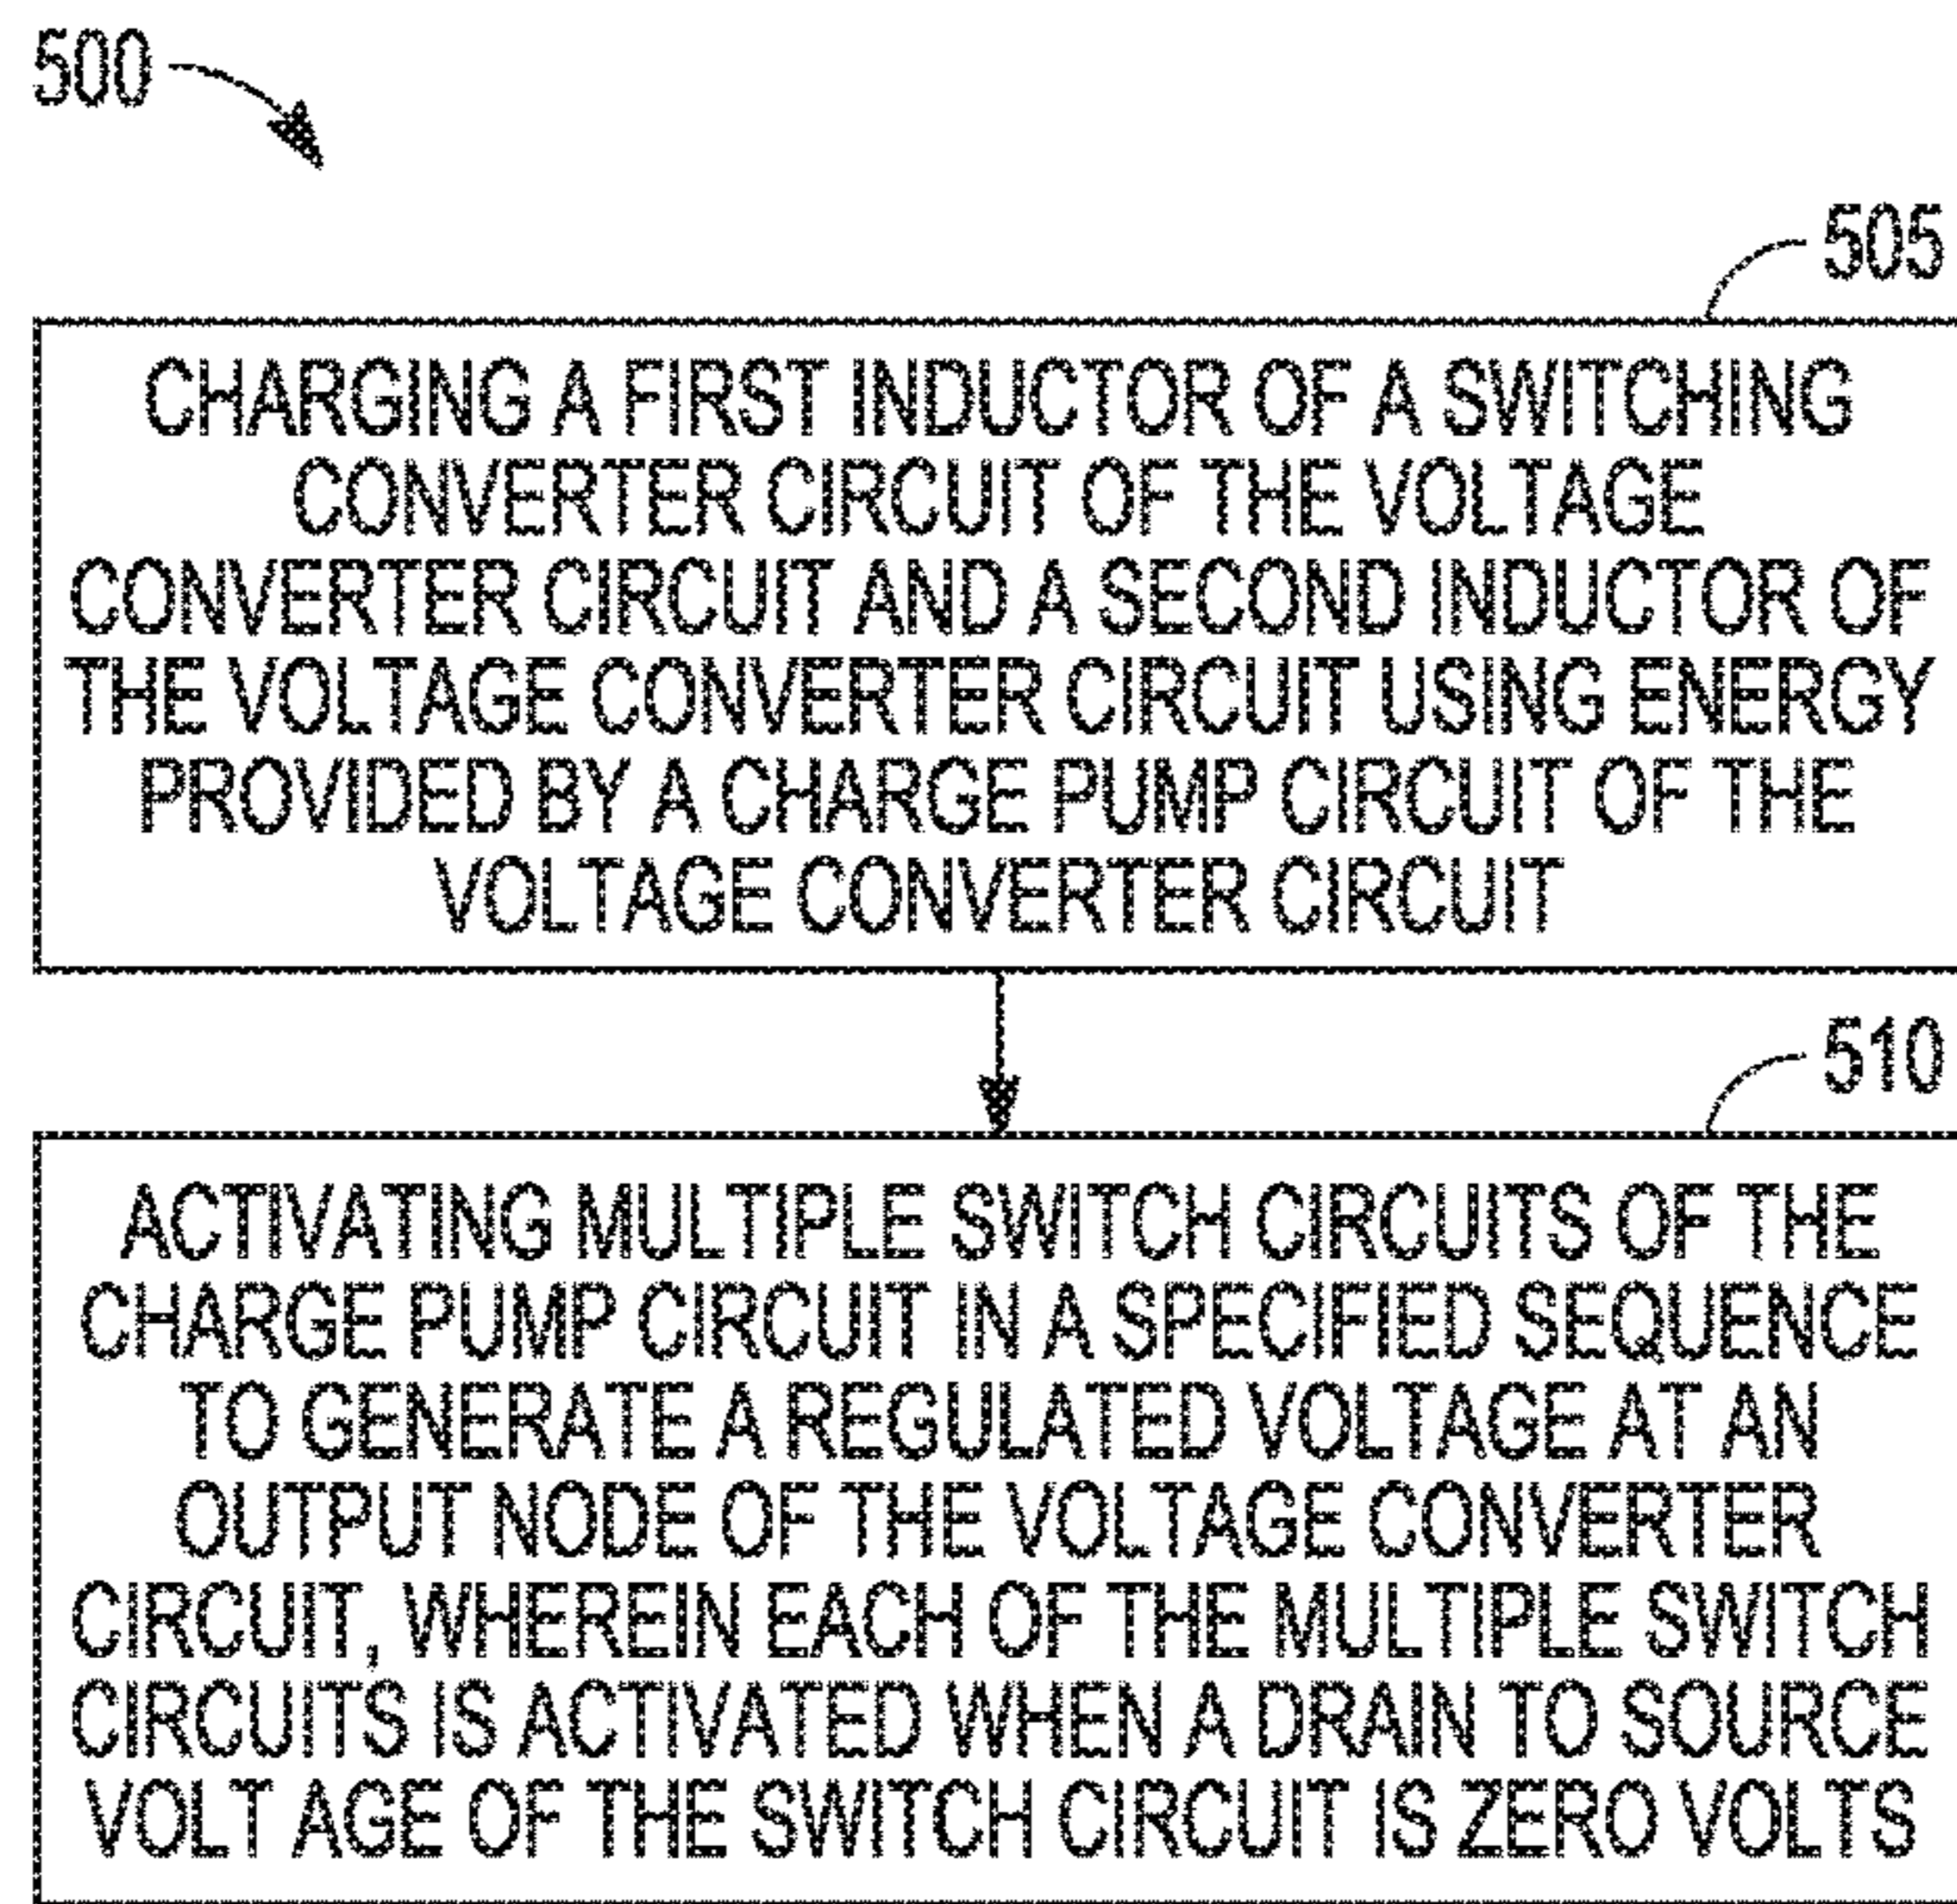 500
505
CHARGING A FIRST INDUCTOR OF A SWITCHING
CONVERTER CIRCUIT OF THE VOLTAGE
CONVERTER CIRCUIT AND A SECOND INDUCTOR OF
THE VOLTAGE CONVERTER CIRCUIT USING ENERGY
PROVIDED BY A CHARGE PUMP CIRCUIT OF THE
VOLTAGE CONVERTER CIRCUIT
510
ACTIVATING MULTIPLE SWITCH CIRCUITS OF THE
CHARGE PUMP CIRCUIT IN A SPECIFIED SEQUENCE
TO GENERATE A REGULATED VOLTAGE AT AN
OUTPUT NODE OF THE VOLTAGE CONVERTER
CIRCUIT, WHEREIN EACH OF THE MULTIPLE SWITCH
CIRCUITS IS ACTIVATED WHEN A DRAIN TO SOURCE
VOLT AGE OF THE SWITCH CIRCUIT IS ZERO VOLTS